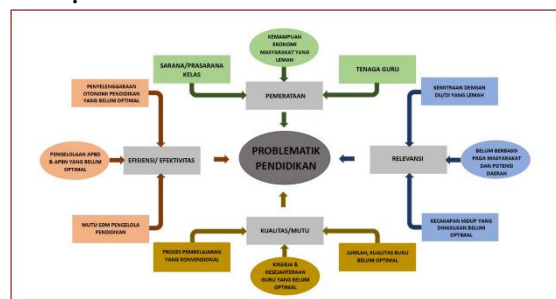 KEMAMPUAN
EKONOMI
MASYARAKAT YANG
LEMAH
SARANA/PRASARANA
KELAS
TENAGA GURU
PEMERATAAN
PENYELENGGARAAN
OTONOMI PENDIDIKAN
YANG BELUM OPTIMAL
KEMITRAAN DENGAN
DU/DI YANG LEMAH
PENGELOLAAN APBD
& APBN YANG BELUM
OPTIMAL
EFISIENSI/ EFEKTIVITAS
PROBLEMATIK
PENDIDIKAN
RELEVANSI
BELUM BERBASIS
PADA MASYARAKAT
DAN POTENSI
DAERAH
MUTU SDM PENGELOLA
PENDIDIKAN
KUALITAS/MUTU
KECAKAPAN HIDUP YANG
DIHASILKAN BELUM
OPTIMAL
PROSES PEMBELAJARAN
YANG KONVENSIONAL
KINERJA &
KESEJAHTERAAN
GURU YANG BELUM
OPTIMAL
JUMLAH, KUALITAS BUKU
BELUM OPTIMAL